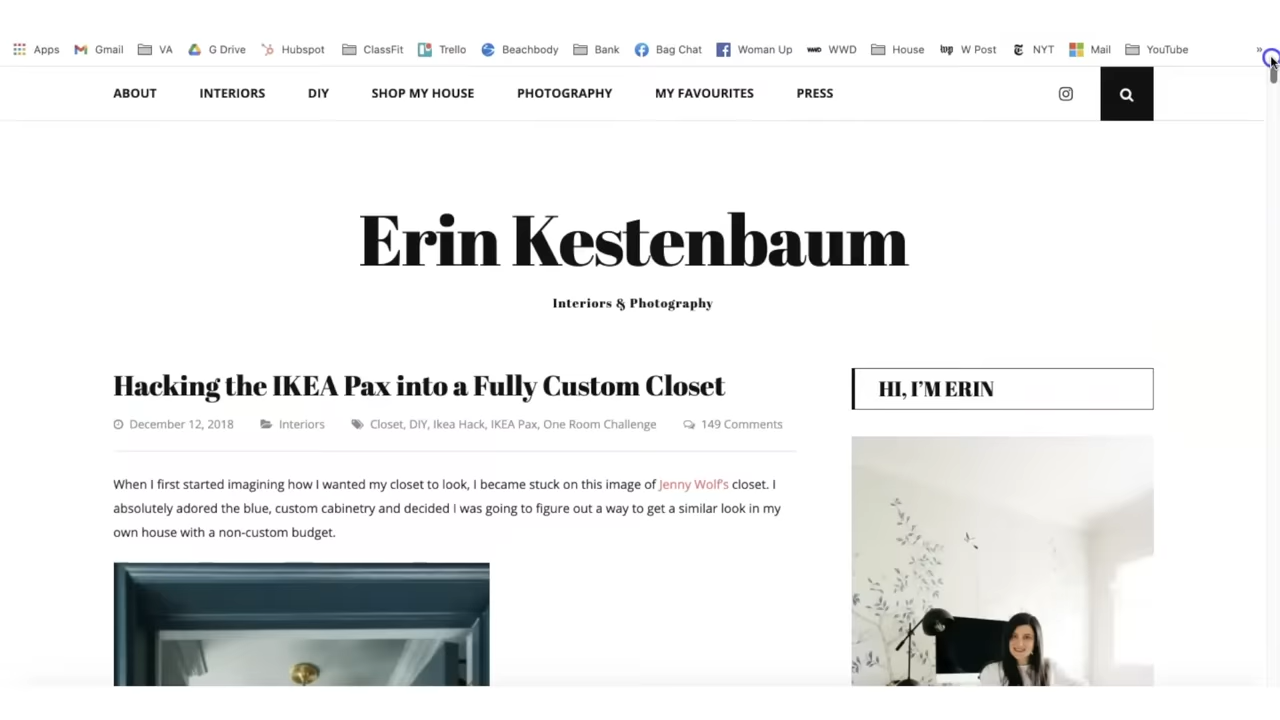 Apps Gmail VA G Drive Hubspot ClassFit Trello Beachbody Bank Bag Chat Woman Up WWD House W Post NYT Mail YouTube »
ABOUT INTERIORS DIY SHOP MY HOUSE PHOTOGRAPHY MY FAVOURITES PRESS
Erin Kestenbaum
Interiors & Photography
Hacking the IKEA Pax into a Fully Custom Closet
December 12, 2018 Interiors Closet, DIY, Ikea Hack, IKEA Pax, One Room Challenge 149 Comments
When I first started imagining how I wanted my closet to look, I became stuck on this image of Jenny Wolf's closet. I
absolutely adored the blue, custom cabinetry and decided I was going to figure out a way to get a similar look in my
own house with a non-custom budget.
HI, I'M ERIN